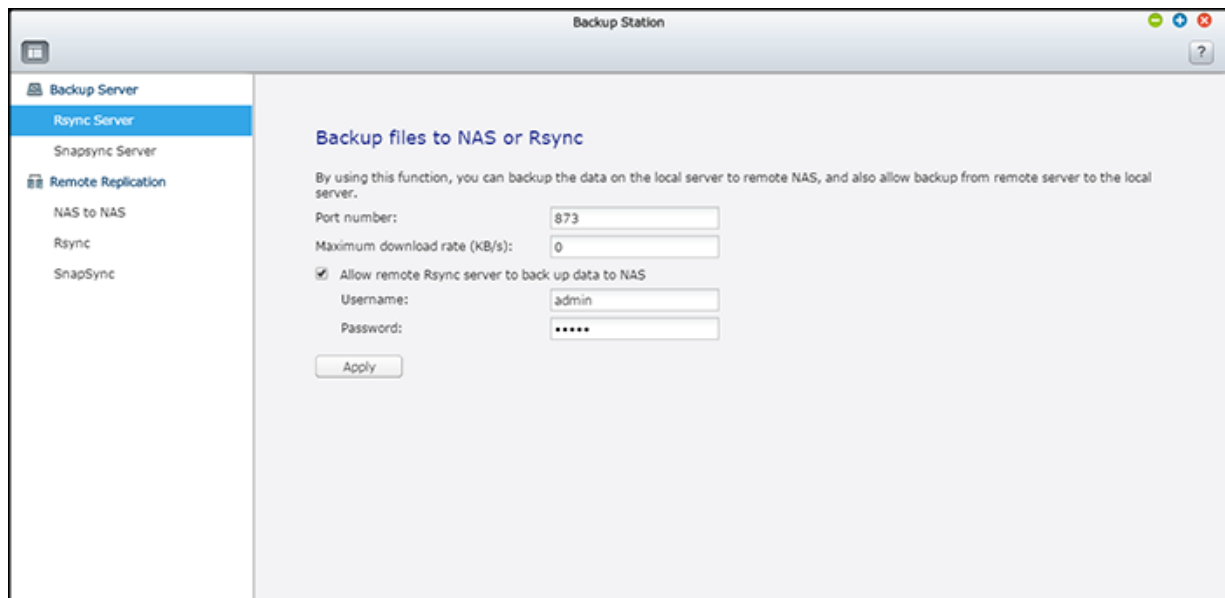 Backup Station
?
Backup Server
Rsync Server
Snapsync Server
Remote Replication
NAS to NAS
Rsync
SnapSync
Backup files to NAS or Rsync
By using this function, you can backup the data on the local server to remote NAS, and also allow backup from remote server to the local
server.
Port number: 873
Maximum download rate (KB/s): 0
Allow remote Rsync server to back up data to NAS
Username: admin
Password: •••••
Apply